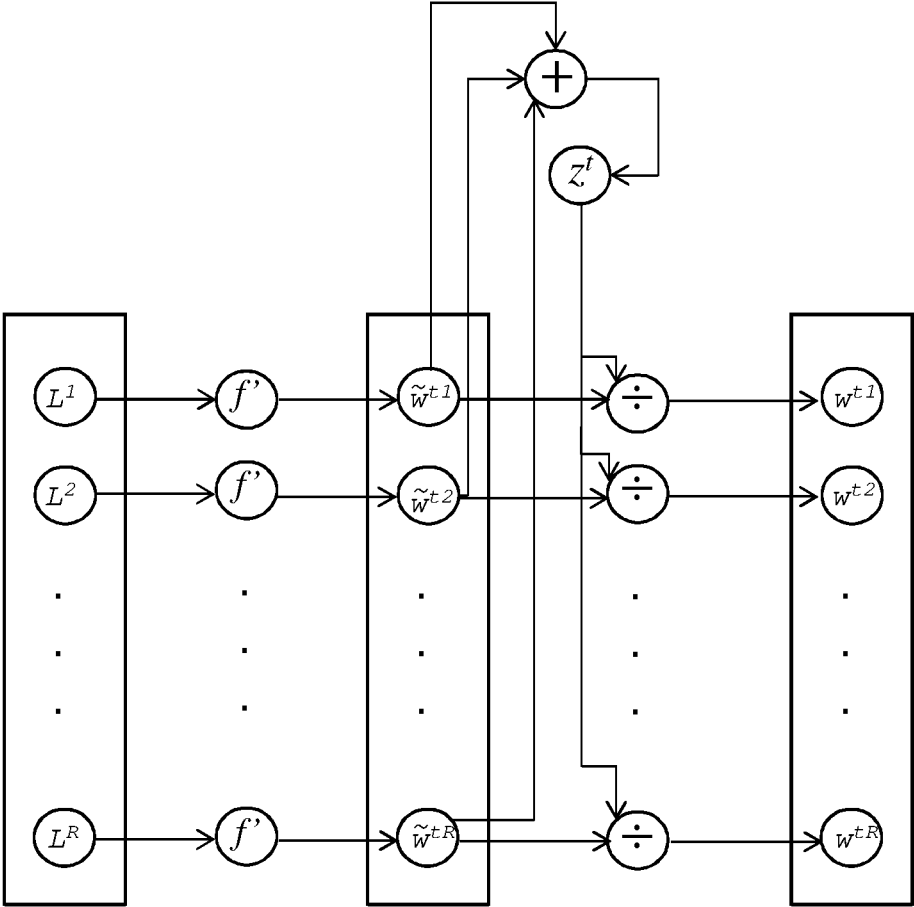 +
z^t
L^1 f' w̃^{t1} ÷ w^{t1}
L^2 f' w̃^{t2} ÷ w^{t2}
. . . . .
. . . . .
. . . . .
L^R f' w̃^{tR} ÷ w^{tR}